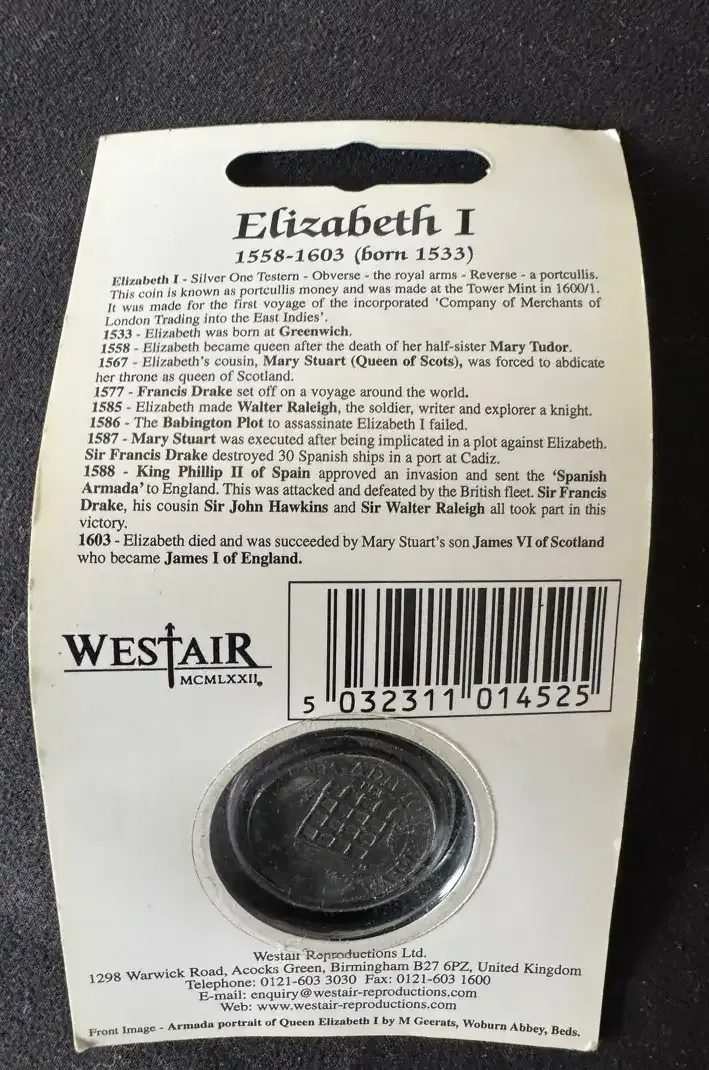 Elizabeth I
1558-1603 (born 1533)
Elizabeth I - Silver One Testern - Obverse - the royal arms - Reverse - a portcullis.
This coin is known as portcullis money and was made at the Tower Mint in 1600/1.
It was made for the first voyage of the incorporated 'Company of Merchants of
London Trading into the East Indies'.
1533 - Elizabeth was born at Greenwich.
1558 - Elizabeth became queen after the death of her half-sister Mary Tudor.
1567 - Elizabeth's cousin, Mary Stuart (Queen of Scots), was forced to abdicate
her throne as queen of Scotland.
1577 - Francis Drake set off on a voyage around the world.
1585 - Elizabeth made Walter Raleigh, the soldier, writer and explorer a knight.
1586 - The Babington Plot to assassinate Elizabeth I failed.
1587 - Mary Stuart was executed after being implicated in a plot against Elizabeth.
Sir Francis Drake destroyed 30 Spanish ships in a port at Cadiz.
1588 - King Phillip II of Spain approved an invasion and sent the 'Spanish
Armada' to England. This was attacked and defeated by the British fleet. Sir Francis
Drake, his cousin Sir John Hawkins and Sir Walter Raleigh all took part in this
victory.
1603 - Elizabeth died and was succeeded by Mary Stuart's son James VI of Scotland
who became James I of England.
WESTAIR
MCMLXXII
5 032311 014525
Westair Reproductions Ltd.
1298 Warwick Road, Acocks Green, Birmingham B27 6PZ, United Kingdom
Telephone: 0121-603 3030 Fax: 0121-603 1600
E-mail: enquiry@westair-reproductions.com
Web: www.westair-reproductions.com
Front Image - Armada portrait of Queen Elizabeth I by M Geerats, Woburn Abbey, Beds.